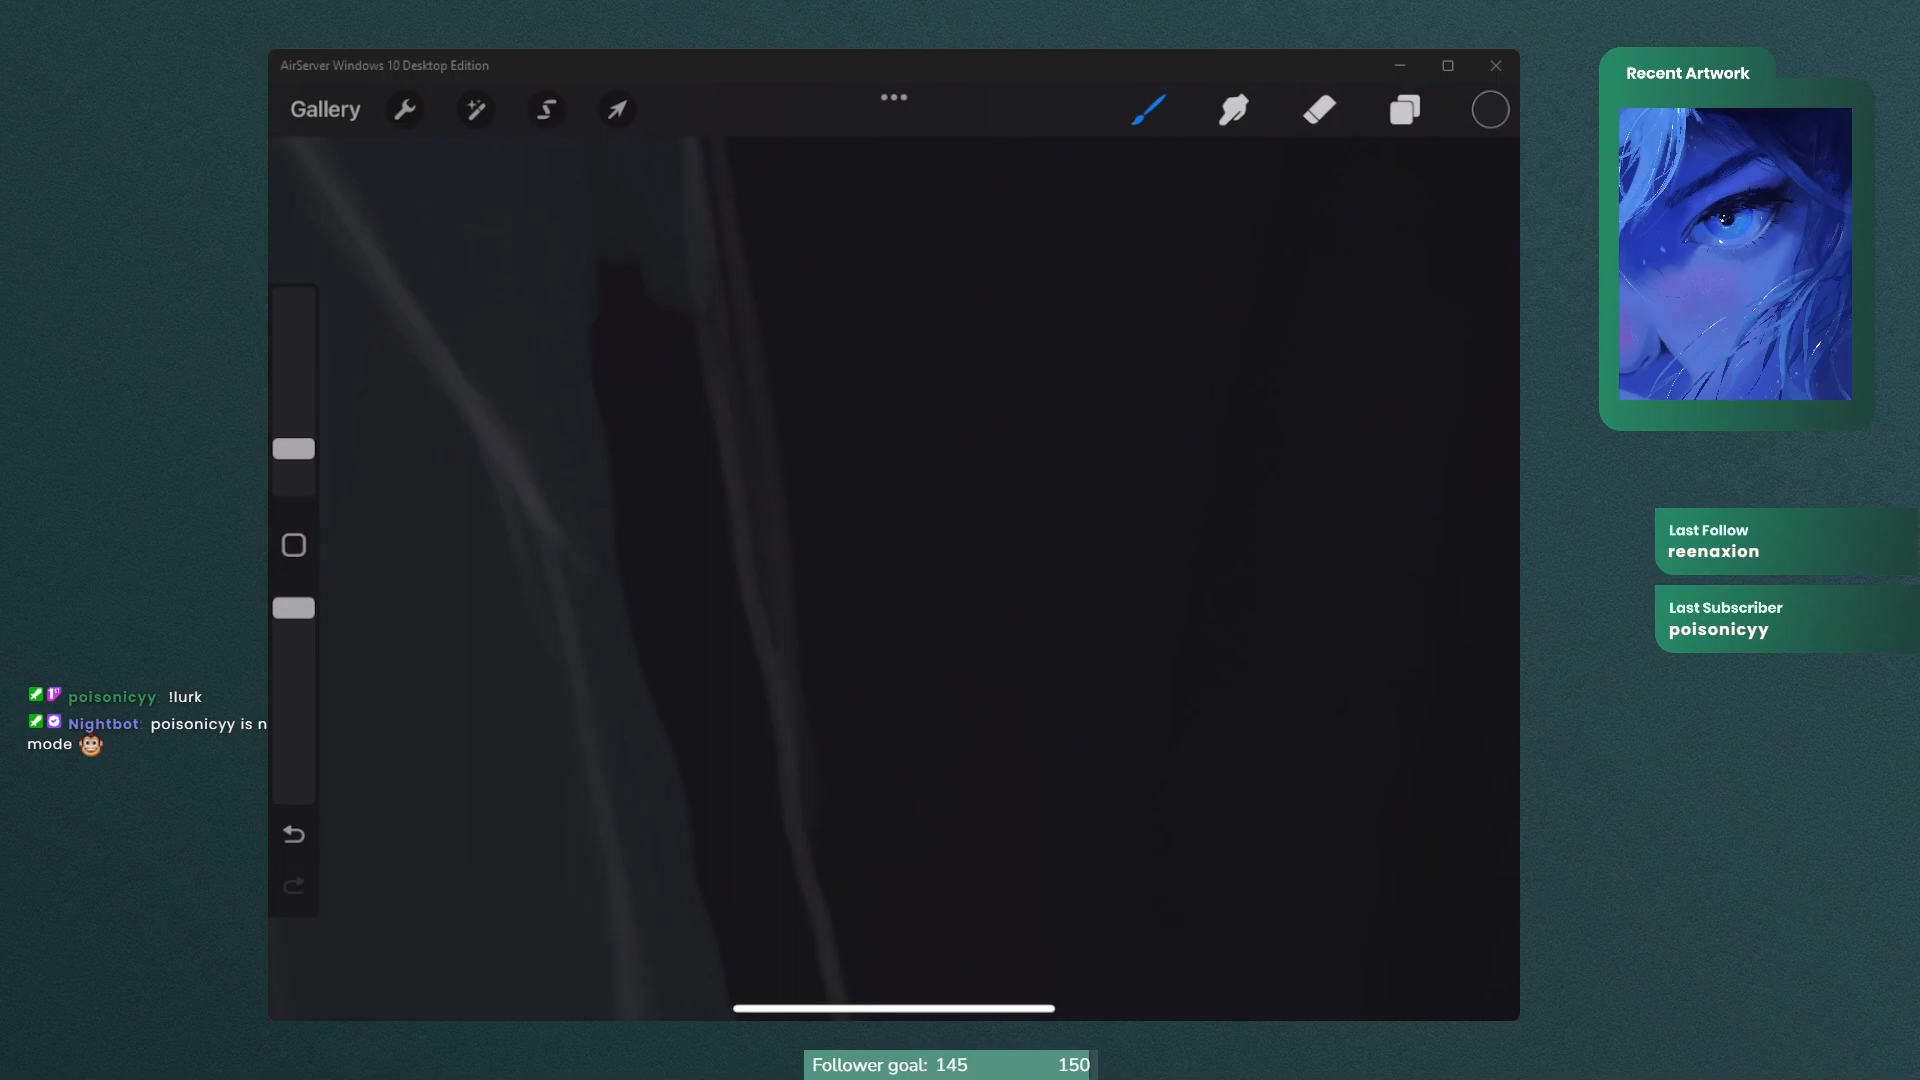 AirServer Windows 10 Desktop Edition
Gallery
Recent Artwork
Last Follow
reenaxion
Last Subscriber
poisonicyy
poisonicyy: !lurk
Nightbot: poisonicyy is n
mode
Follower goal: 145 150